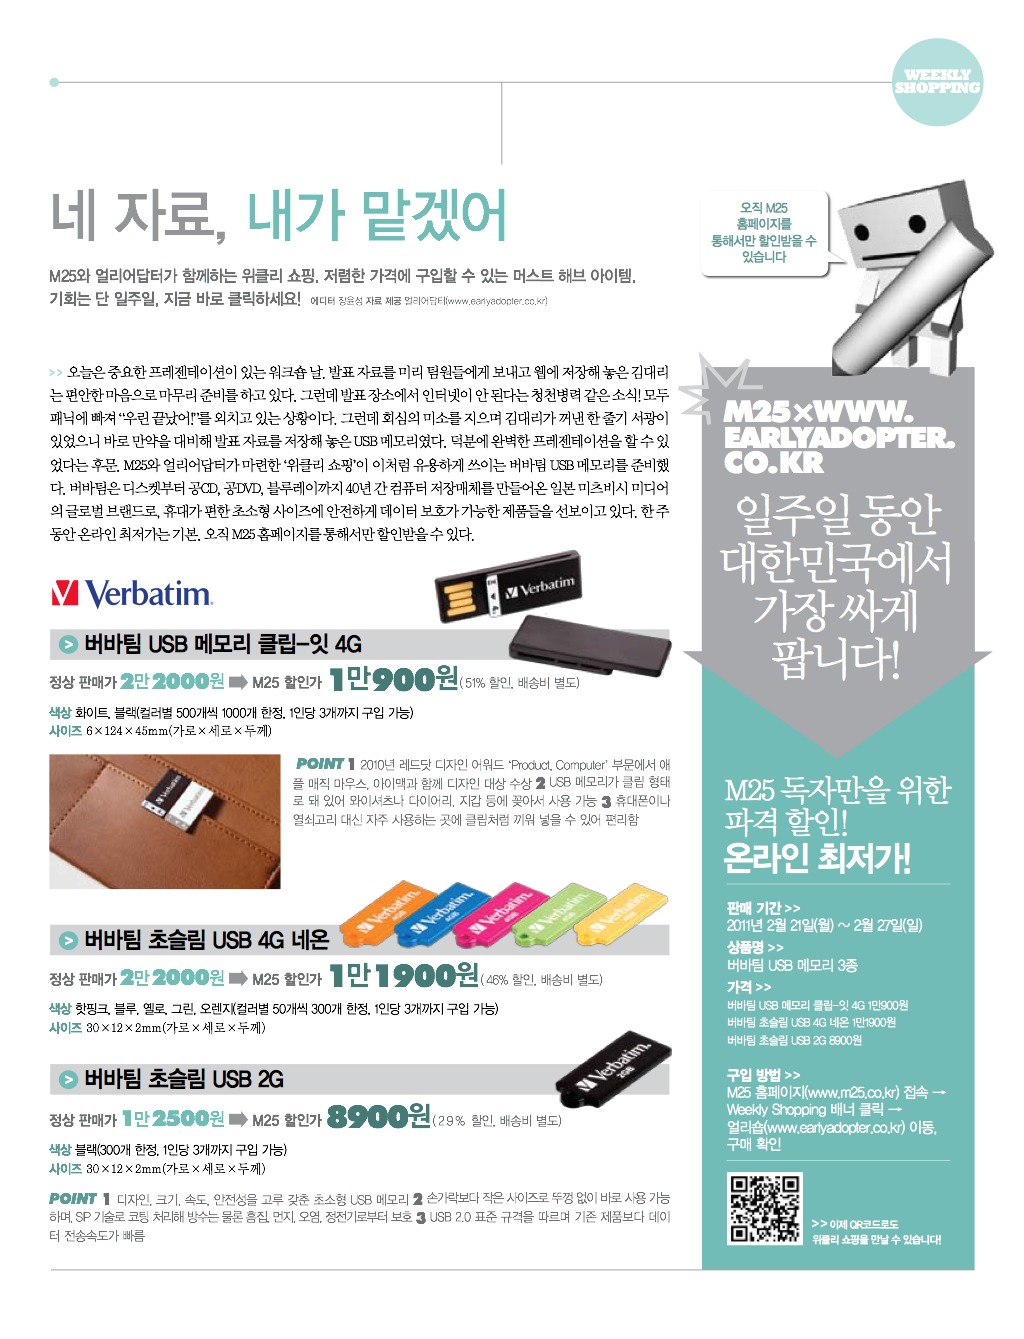 WEEKLY
SHOPPING
네 자료, 내가 맡겠어
M25와 얼리어답터가 함께하는 위클리 쇼핑. 저렴한 가격에 구입할 수 있는 머스트 해브 아이템.
기회는 단 일주일, 지금 바로 클릭하세요! 에디터 장윤성 자료 제공 얼리어답터(www.earlyadopter.co.kr)
오직 M25
홈페이지를
통해서만 할인받을 수
있습니다
>> 오늘은 중요한 프레젠테이션이 있는 워크숍 날. 발표 자료를 미리 팀원들에게 보내고 웹에 저장해 놓은 김대리
는 편안한 마음으로 마무리 준비를 하고 있다. 그런데 발표 장소에서 인터넷이 안 된다는 청천병력 같은 소식! 모두
패닉에 빠져 “우린 끝났어!”를 외치고 있는 상황이다. 그런데 회심의 미소를 지으며 김대리가 꺼낸 한 줄기 서광이
있었으니 바로 만약을 대비해 발표 자료를 저장해 놓은 USB 메모리였다. 덕분에 완벽한 프레젠테이션을 할 수 있
었다는 후문. M25와 얼리어답터가 마련한 ‘위클리 쇼핑’이 이처럼 유용하게 쓰이는 버바팀 USB 메모리를 준비했
다. 버바팀은 디스켓부터 공CD, 공DVD, 블루레이까지 40년 간 컴퓨터 저장매체를 만들어온 일본 미츠비시 미디어
의 글로벌 브랜드로, 휴대가 편한 초소형 사이즈에 안전하게 데이터 보호가 가능한 제품들을 선보이고 있다. 한 주
동안 온라인 최저가는 기본. 오직 M25 홈페이지를 통해서만 할인받을 수 있다.
Verbatim.
Verbatim
> 버바팀 USB 메모리 클립-잇 4G
정상 판매가 2만 2000원 ➡ M25 할인가 1만 900원(51% 할인, 배송비 별도)
색상 화이트, 블랙(컬러별 500개씩 1000개 한정, 1인당 3개까지 구입 가능)
사이즈 6×124×45mm(가로×세로×두께)
Verbatim
Verbatim
POINT 1 2010년 레드닷 디자인 어워드 ‘Product, Computer’ 부문에서 애
플 매직 마우스, 아이맥과 함께 디자인 대상 수상 2 USB 메모리가 클립 형태
로 돼 있어 와이셔츠나 다이어리, 지갑 등에 꽂아서 사용 가능 3 휴대폰이나
열쇠고리 대신 자주 사용하는 곳에 클립처럼 끼워 넣을 수 있어 편리함
Verbatim. 4GB
Verbatim. 4GB
Verbatim. 4GB
Verbatim. 4GB
Verbatim. 4GB
> 버바팀 초슬림 USB 4G 네온
정상 판매가 2만 2000원 ➡ M25 할인가 1만 1900원(46% 할인, 배송비 별도)
색상 핫핑크, 블루, 옐로, 그린, 오렌지(컬러별 50개씩 300개 한정, 1인당 3개까지 구입 가능)
사이즈 30×12×2mm(가로×세로×두께)
Verbatim.
2GB
> 버바팀 초슬림 USB 2G
정상 판매가 1만 2500원 ➡ M25 할인가 8900원(29% 할인, 배송비 별도)
색상 블랙(300개 한정, 1인당 3개까지 구입 가능)
사이즈 30×12×2mm(가로×세로×두께)
POINT 1 디자인, 크기, 속도, 안전성을 고루 갖춘 초소형 USB 메모리 2 손가락보다 작은 사이즈로 뚜껑 없이 바로 사용 가능
하며, SP 기술로 코팅 처리해 방수는 물론 흠집, 먼지, 오염, 정전기로부터 보호 3 USB 2.0 표준 규격을 따르며 기존 제품보다 데이
터 전송속도가 빠름
M25×WWW.
EARLYADOPTER.
CO.KR
일주일 동안
대한민국에서
가장 싸게
팝니다!
M25 독자만을 위한
파격 할인!
온라인 최저가!
판매 기간 >>
2011년 2월 21일(월) ~ 2월 27일(일)
상품명 >>
버바팀 USB 메모리 3종
가격 >>
버바팀 USB 메모리 클립-잇 4G 1만900원
버바팀 초슬림 USB 4G 네온 1만1900원
버바팀 초슬림 USB 2G 8900원
구입 방법 >>
M25 홈페이지(www.m25.co.kr) 접속 →
Weekly Shopping 배너 클릭 →
얼리숍(www.earlyadopter.co.kr) 이동,
구매 확인
>> 이제 QR코드로도
위클리 쇼핑을 만날 수 있습니다!